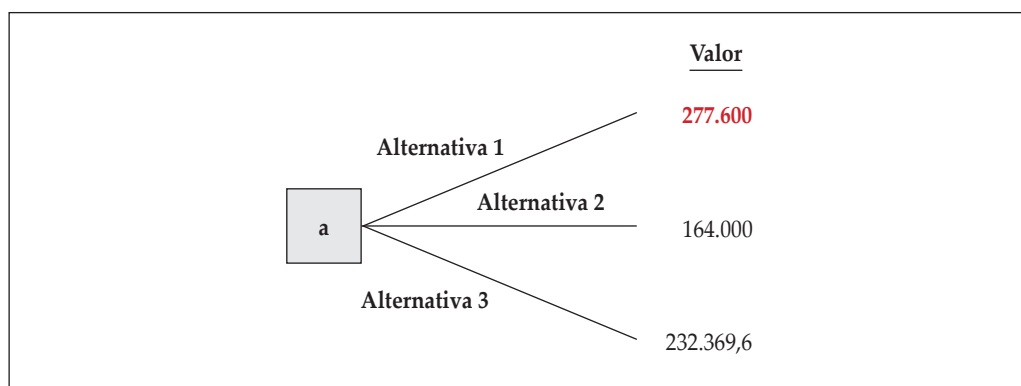 Valor
277.600
Alternativa 1
Alternativa 2
a
164.000
Alternativa 3
232.369,6